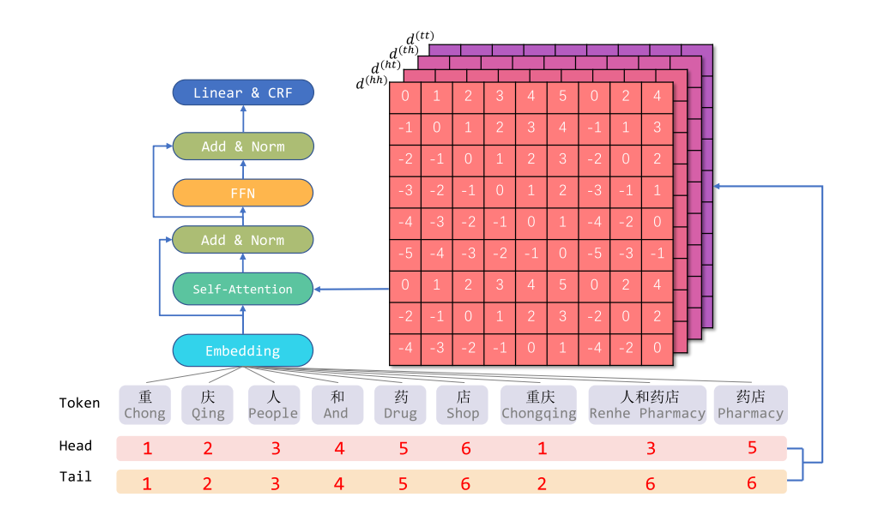 d^(tt)
d^(th)
d^(ht)
d^(hh)
Linear & CRF
Add & Norm
FFN
Add & Norm
Self-Attention
Embedding
0 1 2 3 4 5 0 2 4
-1 0 1 2 3 4 -1 1 3
-2 -1 0 1 2 3 -2 0 2
-3 -2 -1 0 1 2 -3 -1 1
-4 -3 -2 -1 0 1 -4 -2 0
-5 -4 -3 -2 -1 0 -5 -3 -1
0 1 2 3 4 5 0 2 4
-2 -1 0 1 2 3 -2 0 2
-4 -3 -2 -1 0 1 -4 -2 0
Token
重 庆 人 和 药 店 重庆 人和药店 药店
Chong Qing People And Drug Shop Chongqing Renhe Pharmacy Pharmacy
Head 1 2 3 4 5 6 1 3 5
Tail 1 2 3 4 5 6 2 6 6